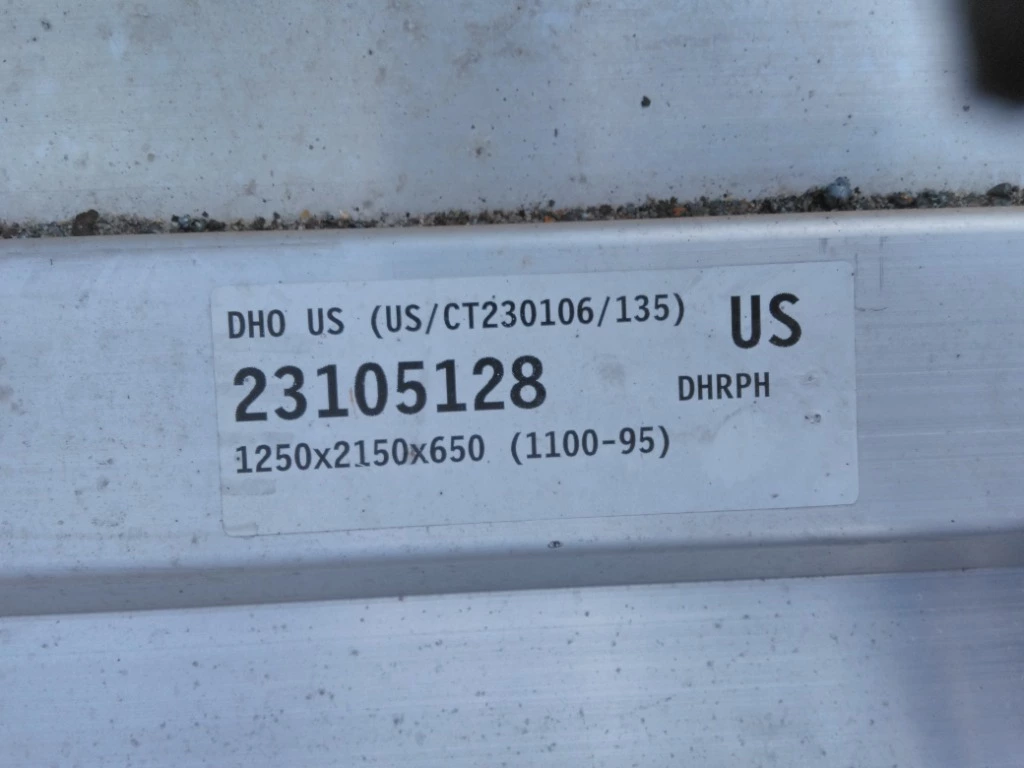 DHO US (US/CT230106/135) US
23105128 DHRPH
1250x2150x650 (1100-95)